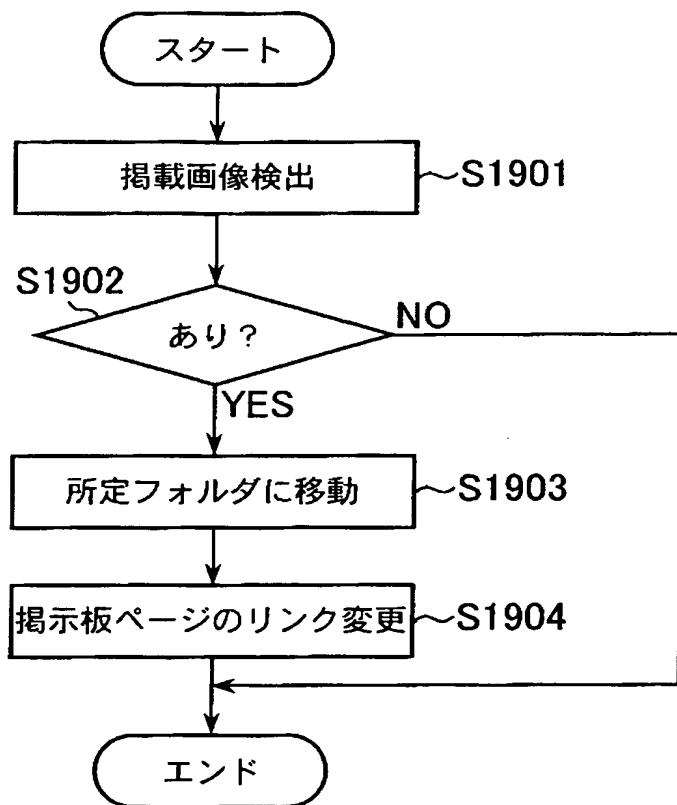 スタート
掲載画像検出
S1901
S1902
あり？
NO
YES
所定フォルダに移動
S1903
掲示板ページのリンク変更
S1904
エンド